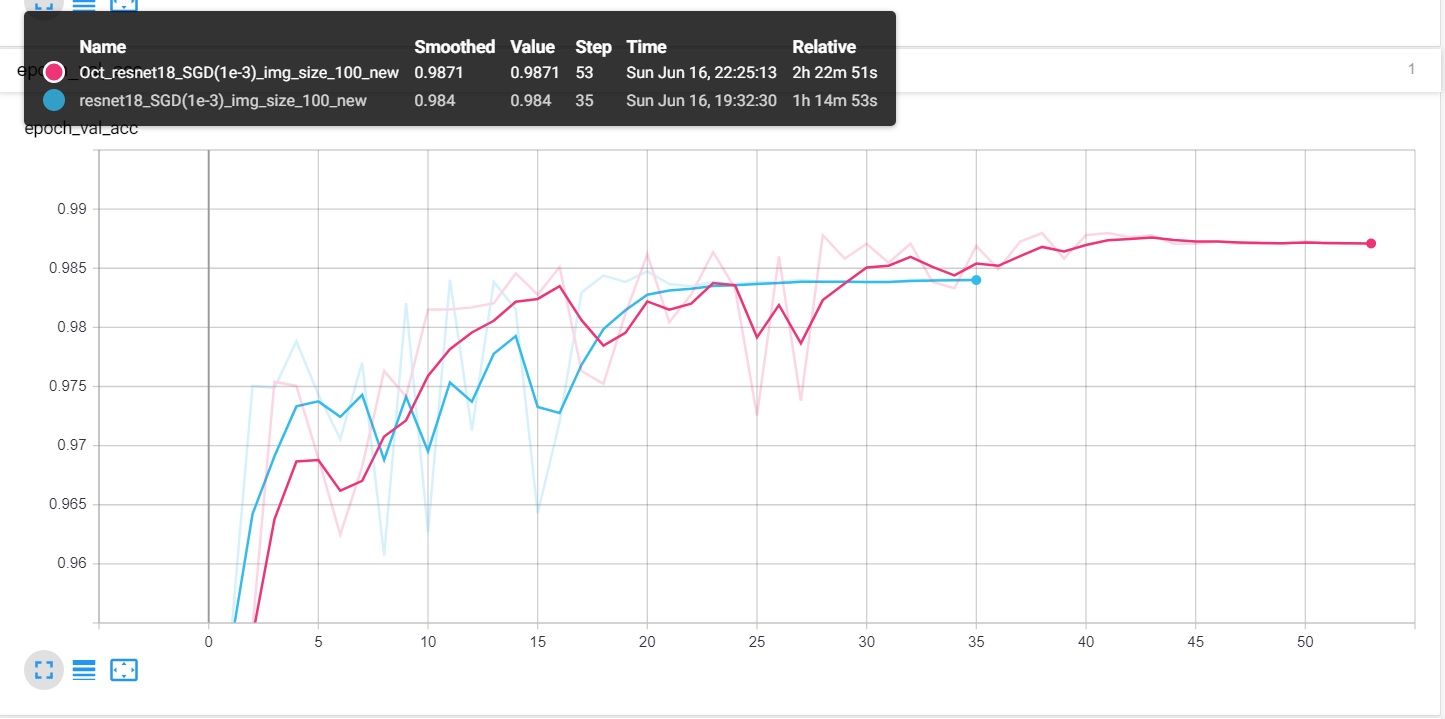 Name Smoothed Value Step Time Relative
Oct_resnet18_SGD(1e-3)_img_size_100_new 0.9871 0.9871 53 Sun Jun 16, 22:25:13 2h 22m 51s
resnet18_SGD(1e-3)_img_size_100_new 0.984 0.984 35 Sun Jun 16, 19:32:30 1h 14m 53s
1
epoch_val_acc
0.99
0.985
0.98
0.975
0.97
0.965
0.96
0 5 10 15 20 25 30 35 40 45 50